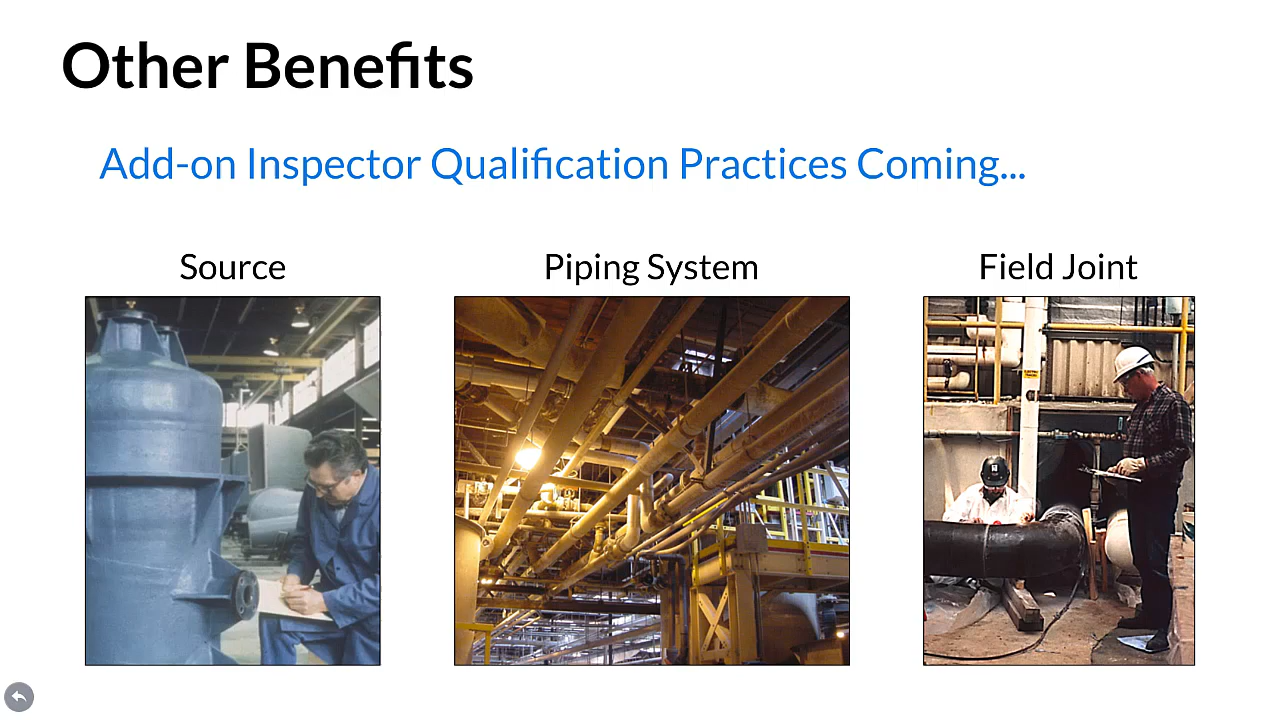 Other Benefits
Add-on Inspector Qualification Practices Coming...
Source
Piping System
Field Joint